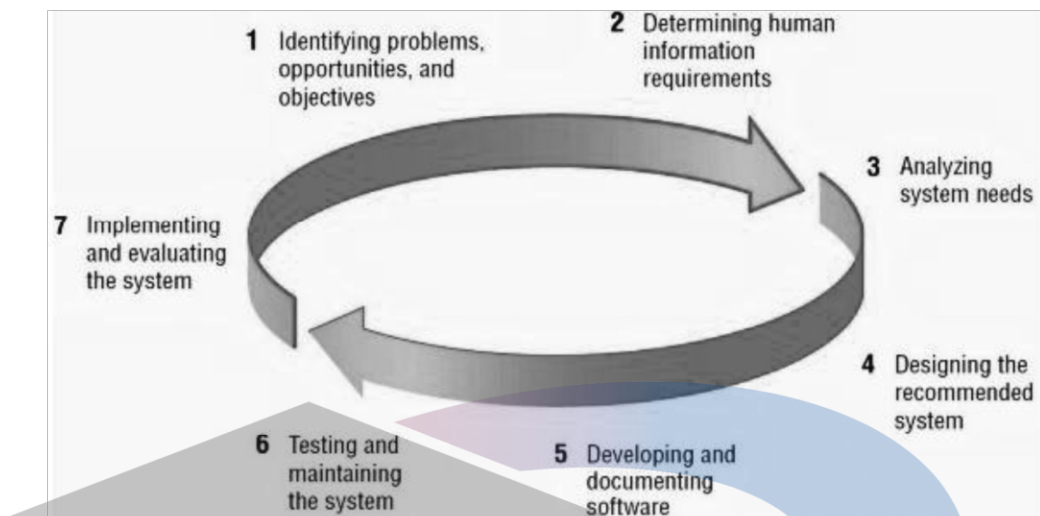 1 Identifying problems,
opportunities, and
objectives
2 Determining human
information
requirements
3 Analyzing
system needs
4 Designing the
recommended
system
5 Developing and
documenting
software
6 Testing and
maintaining
the system
7 Implementing
and evaluating
the system